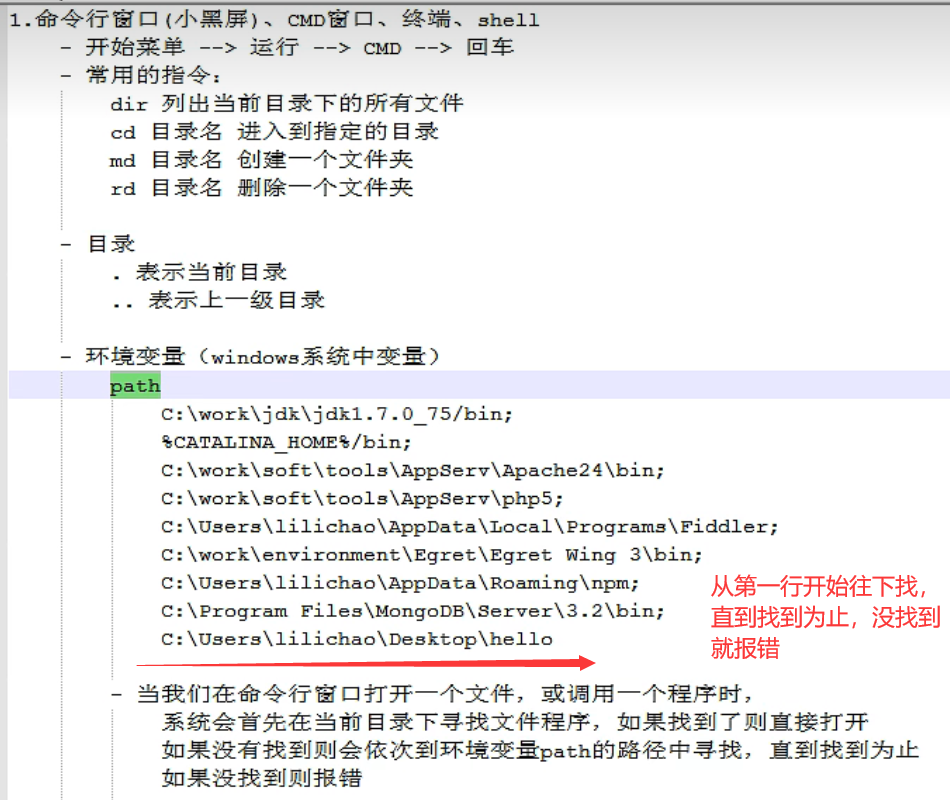 1.命令行窗口(小黑屏)、CMD窗口、终端、shell
- 开始菜单 --> 运行 --> CMD --> 回车
- 常用的指令:
dir 列出当前目录下的所有文件
cd 目录名 进入到指定的目录
md 目录名 创建一个文件夹
rd 目录名 删除一个文件夹
- 目录
. 表示当前目录
.. 表示上一级目录
- 环境变量（windows系统中变量）
path
C:\work\jdk\jdk1.7.0_75/bin;
%CATALINA_HOME%/bin;
C:\work\soft\tools\AppServ\Apache24\bin;
C:\work\soft\tools\AppServ\php5;
C:\Users\lilichao\AppData\Local\Programs\Fiddler;
C:\work\environment\Egret\Egret Wing 3\bin;
C:\Users\lilichao\AppData\Roaming\npm;
C:\Program Files\MongoDB\Server\3.2\bin;
C:\Users\lilichao\Desktop\hello
从第一行开始往下找，
直到找到为止，没找到
就报错
- 当我们在命令行窗口打开一个文件，或调用一个程序时，
系统会首先在当前目录下寻找文件程序，如果找到了则直接打开
如果没有找到则会依次到环境变量path的路径中寻找，直到找到为止
如果没找到则报错